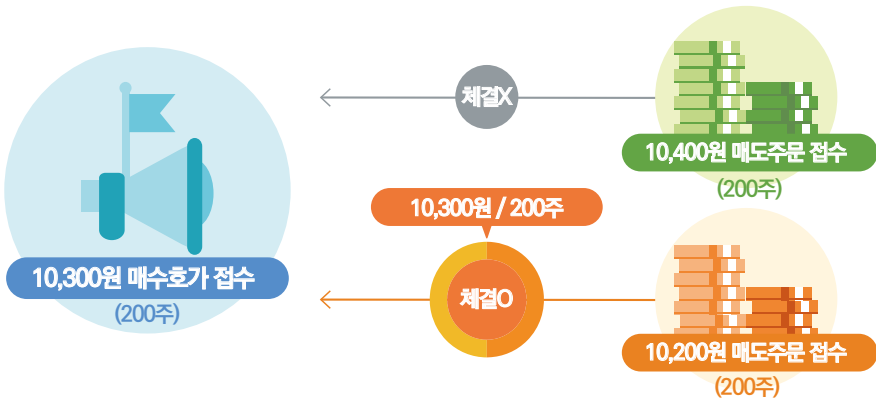 체결X
10,400원 매도주문 접수
(200주)
10,300원 / 200주
10,300원 매수호가 접수
(200주)
체결O
10,200원 매도주문 접수
(200주)